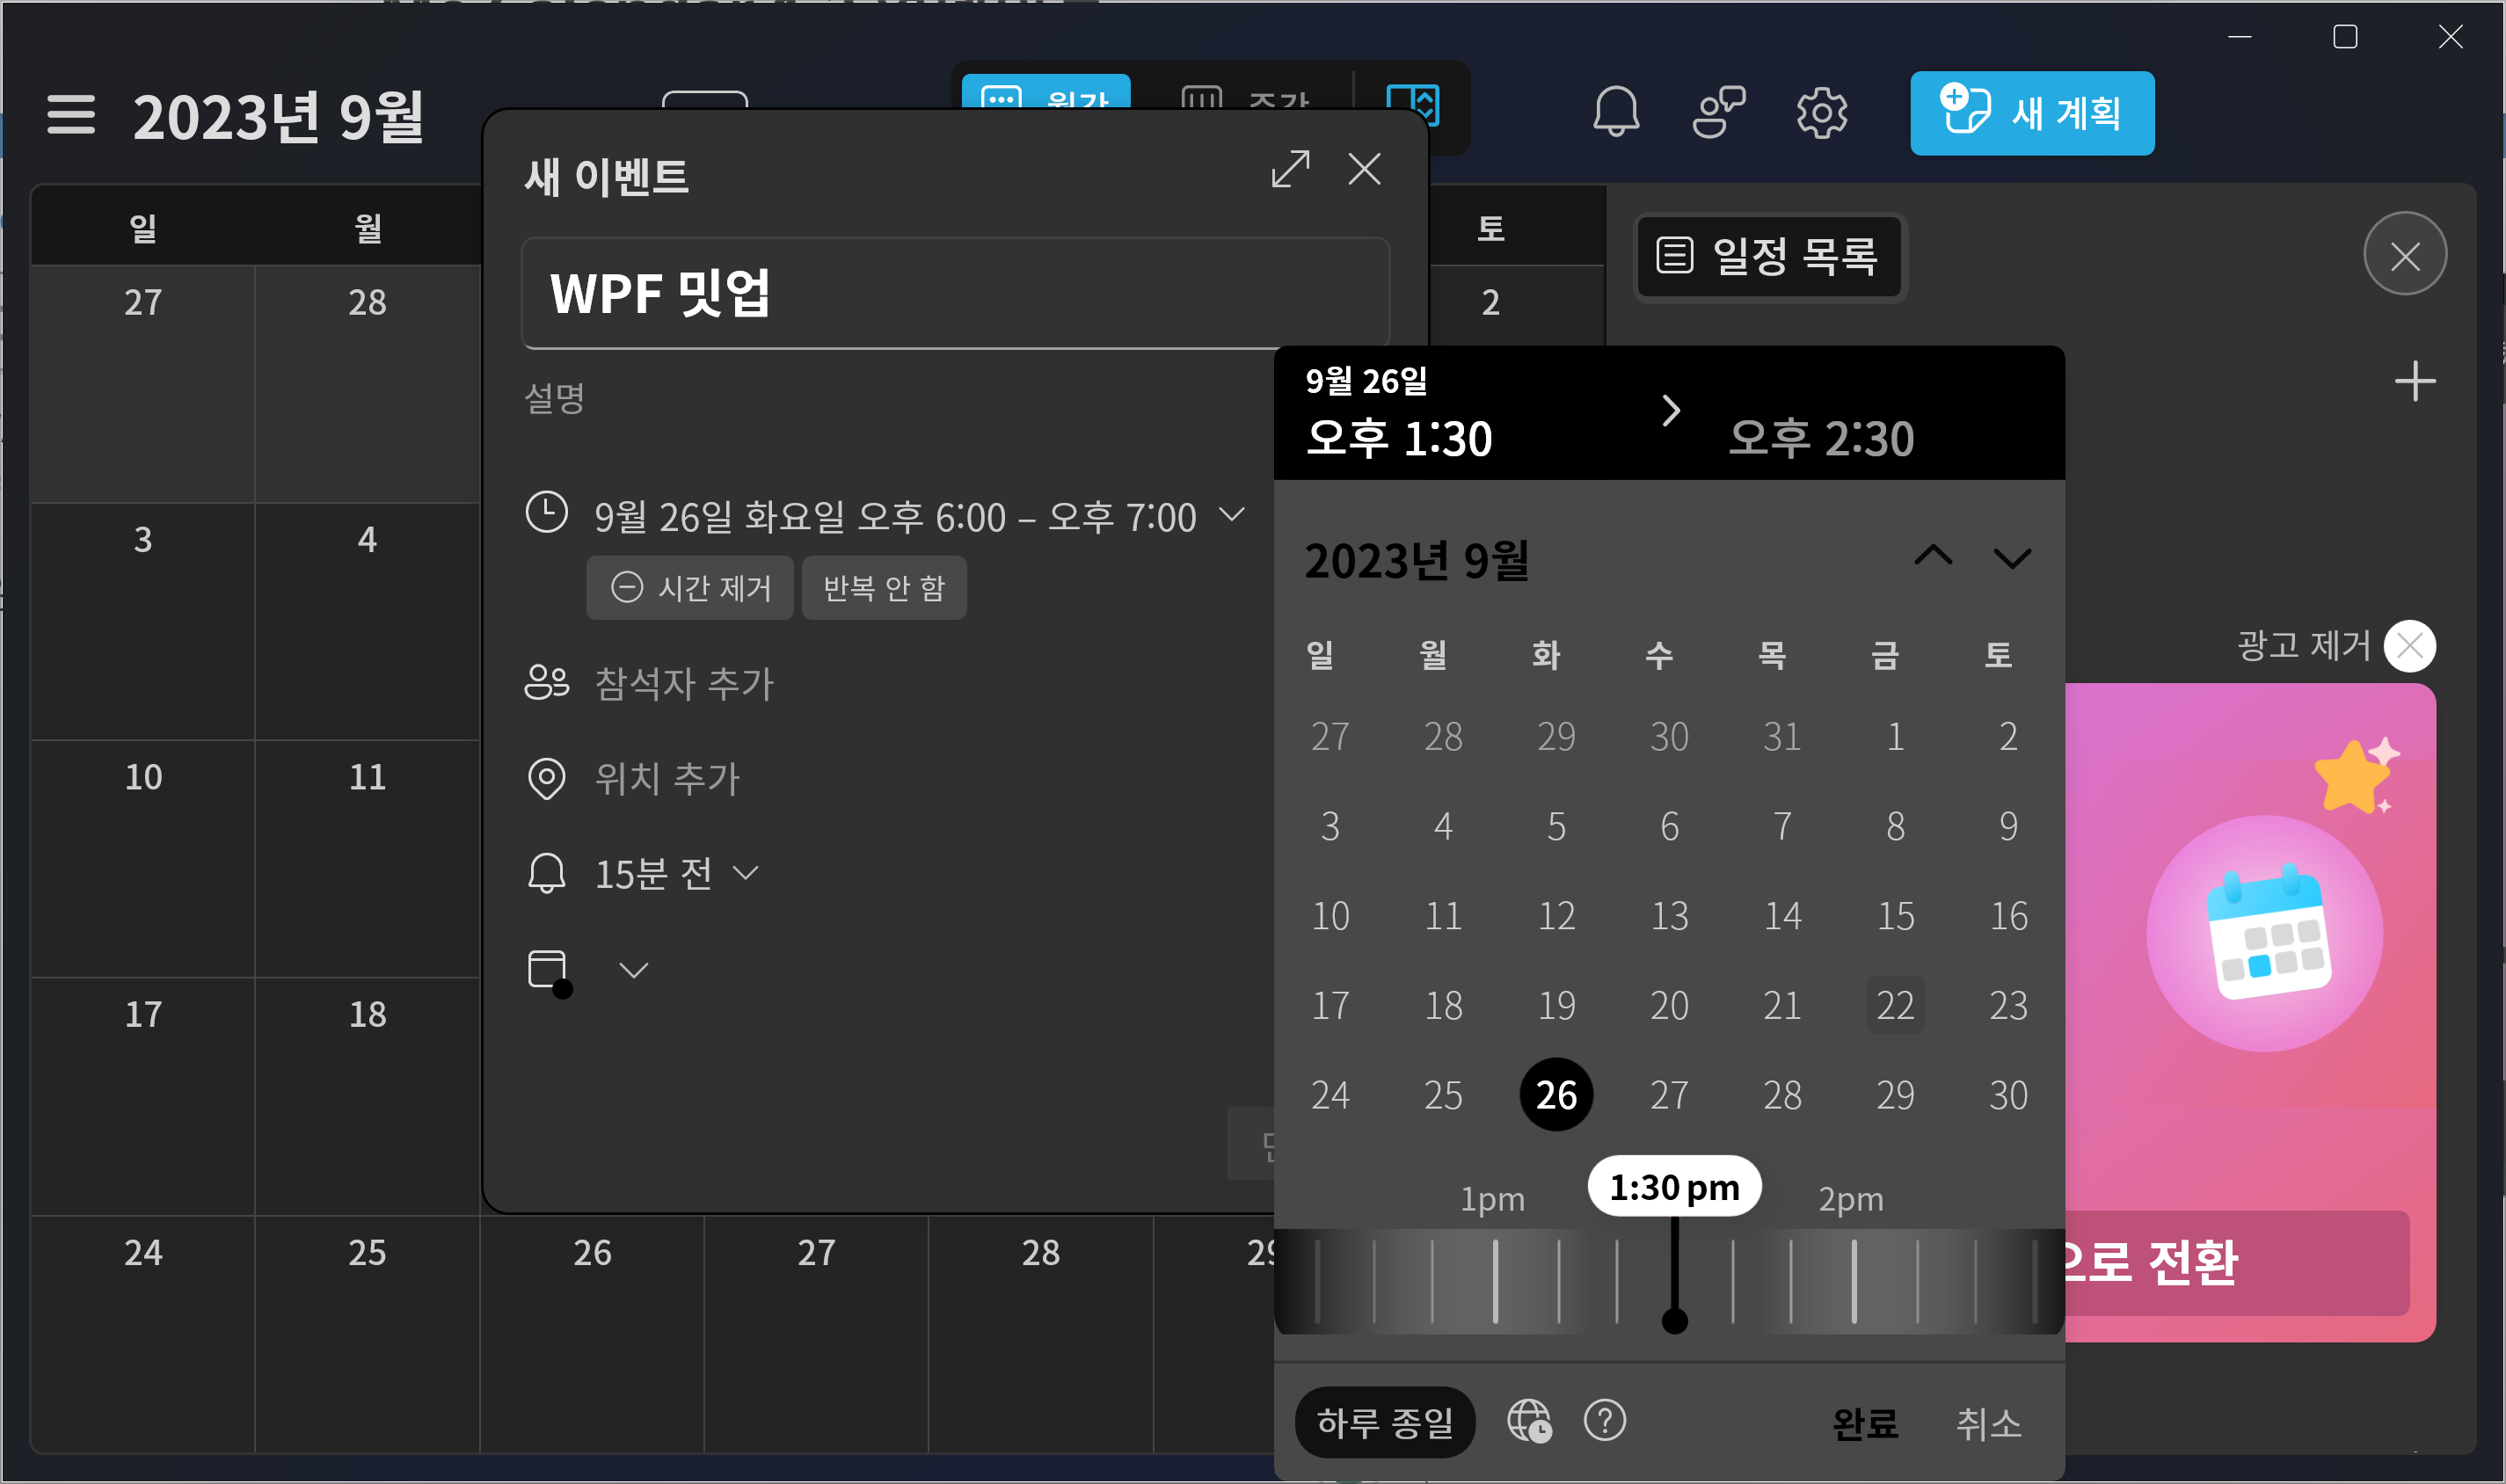 2023년 9월
월간
주간
새 계획
일
월
토
27
28
2
3
4
10
11
17
18
24
25
26
27
28
새 이벤트
WPF 밋업
설명
9월 26일 화요일 오후 6:00 – 오후 7:00
시간 제거
반복 안 함
참석자 추가
위치 추가
15분 전
일정 목록
9월 26일
오후 1:30
오후 2:30
2023년 9월
일 월 화 수 목 금 토
27 28 29 30 31 1 2
3 4 5 6 7 8 9
10 11 12 13 14 15 16
17 18 19 20 21 22 23
24 25 26 27 28 29 30
1pm
1:30 pm
2pm
하루 종일
완료
취소
광고 제거
으로 전환